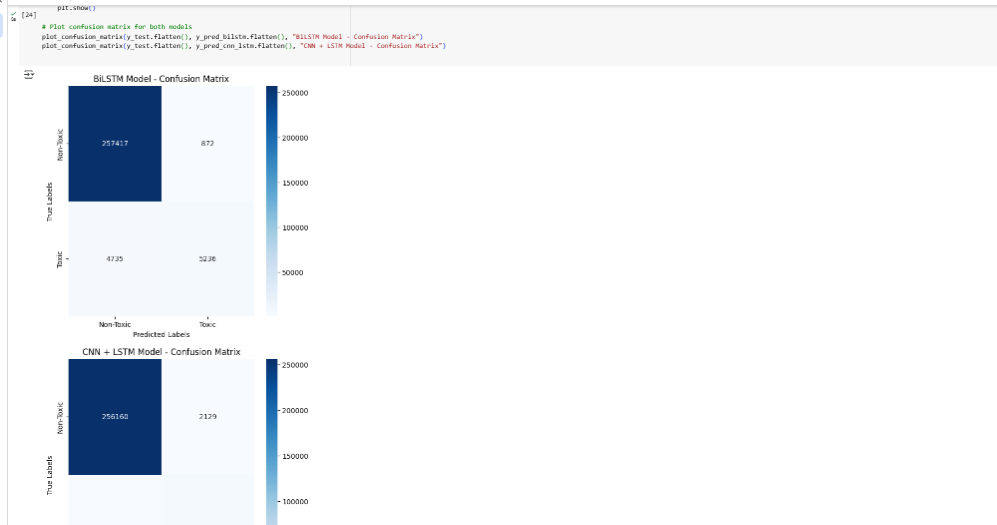 plt.show()
[24]
# Plot confusion matrix for both models
plot_confusion_matrix(y_test.flatten(), y_pred_bilstm.flatten(), "BiLSTM Model - Confusion Matrix")
plot_confusion_matrix(y_test.flatten(), y_pred_cnn_lstm.flatten(), "CNN + LSTM Model - Confusion Matrix")
BiLSTM Model - Confusion Matrix
250000
200000
150000
100000
50000
Non-Toxic
Toxic
True Labels
257417
872
4735
5236
Non-Toxic
Toxic
Predicted Labels
CNN + LSTM Model - Confusion Matrix
250000
200000
150000
100000
Non-Toxic
True Labels
256160
2129